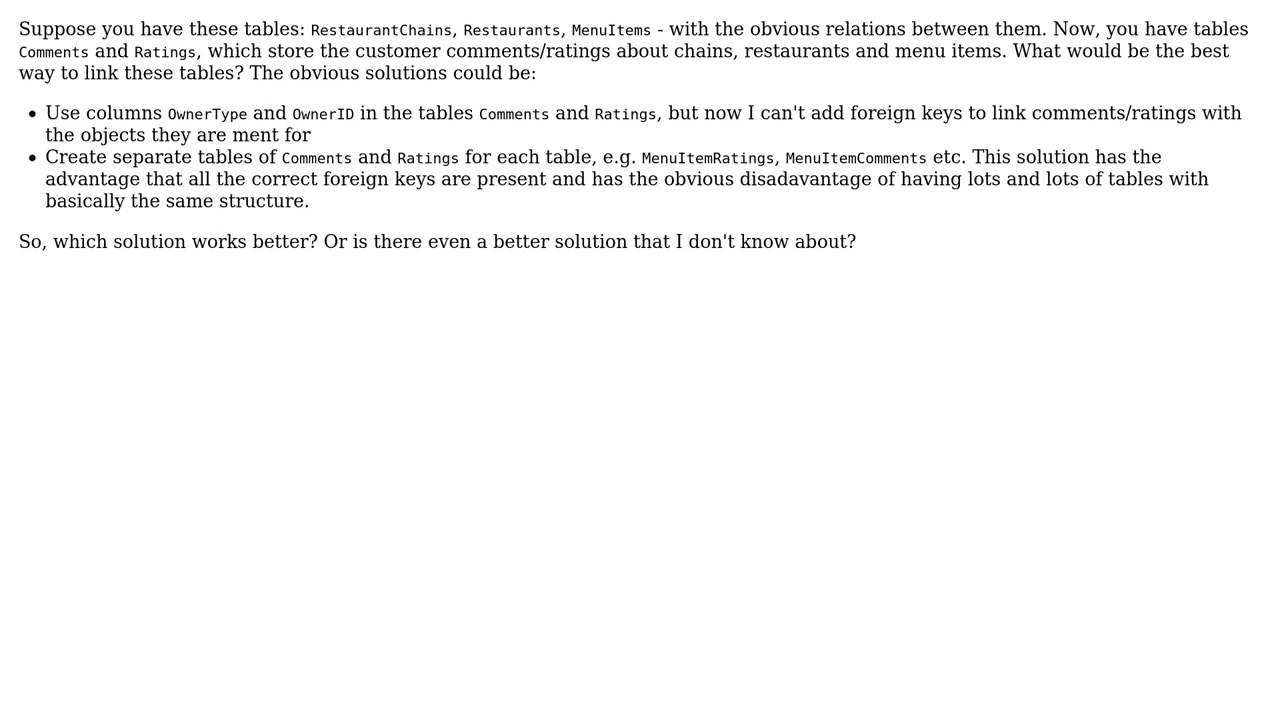 Suppose you have these tables: RestaurantChains, Restaurants, MenuItems - with the obvious relations between them. Now, you have tables
Comments and Ratings, which store the customer comments/ratings about chains, restaurants and menu items. What would be the best
way to link these tables? The obvious solutions could be:
• Use columns OwnerType and OwnerID in the tables Comments and Ratings, but now I can't add foreign keys to link comments/ratings with
the objects they are ment for
• Create separate tables of Comments and Ratings for each table, e.g. MenuItemRatings, MenuItemComments etc. This solution has the
advantage that all the correct foreign keys are present and has the obvious disadavantage of having lots and lots of tables with
basically the same structure.
So, which solution works better? Or is there even a better solution that I don't know about?